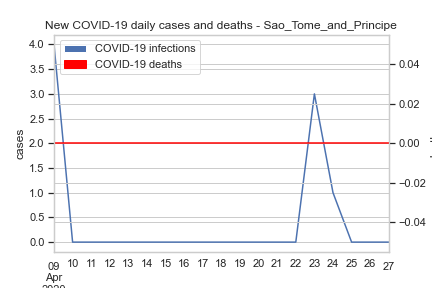 New COVID-19 daily cases and deaths - Sao_Tome_and_Principe
COVID-19 infections
COVID-19 deaths
cases
4.0
3.5
3.0
2.5
2.0
1.5
1.0
0.5
0.0
0.04
0.02
0.00
−0.02
−0.04
09 10 11 12 13 14 15 16 17 18 19 20 21 22 23 24 25 26 27
Apr
2020